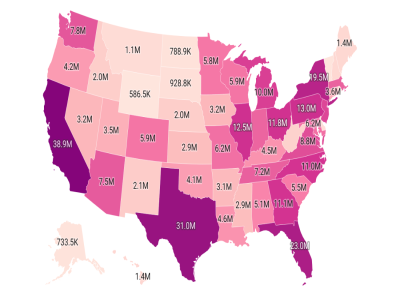 7.8M
1.1M
788.9K
5.8M
1.4M
4.2M
2.0M
928.8K
5.9M
10.0M
19.5M
3.6M
586.5K
3.2M
2.0M
13.0M
3.2M
3.5M
5.9M
2.9M
6.2M
12.5M
11.8M
6.2M
38.9M
4.5M
8.8M
7.5M
2.1M
4.1M
3.1M
7.2M
11.0M
5.5M
31.0M
4.6M
2.9M
5.1M
11.1M
23.0M
733.5K
1.4M